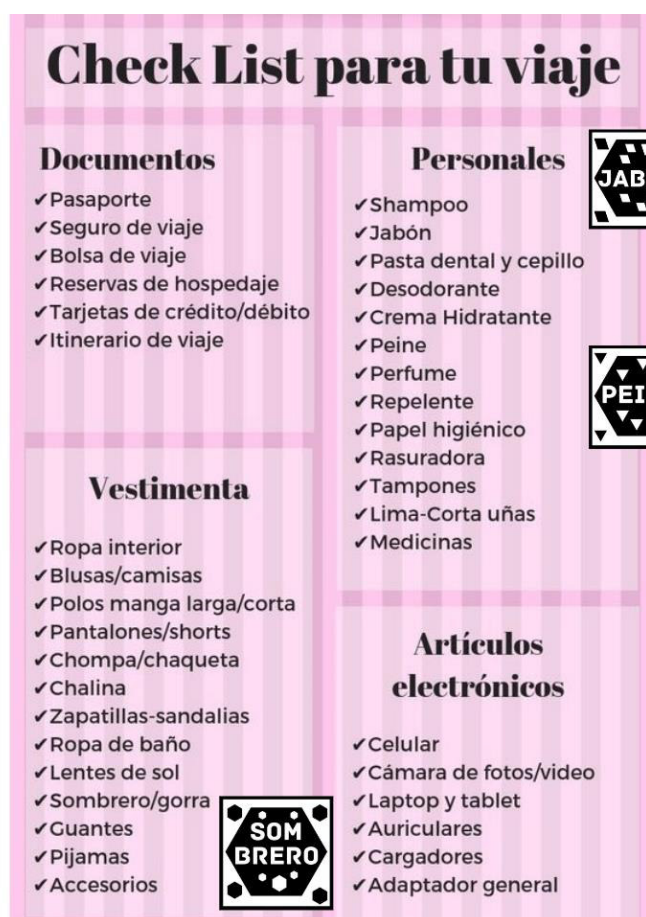 Check List para tu viaje
Documentos
✔Pasaporte
✔Seguro de viaje
✔Bolsa de viaje
✔Reservas de hospedaje
✔Tarjetas de crédito/débito
✔Itinerario de viaje
Personales
✔Shampoo
✔Jabón
✔Pasta dental y cepillo
✔Desodorante
✔Crema Hidratante
✔Peine
✔Perfume
✔Repelente
✔Papel higiénico
✔Rasuradora
✔Tampones
✔Lima-Corta uñas
✔Medicinas
JAB
PEI
Vestimenta
✔Ropa interior
✔Blusas/camisas
✔Polos manga larga/corta
✔Pantalones/shorts
✔Chompa/chaqueta
✔Chalina
✔Zapatillas-sandalias
✔Ropa de baño
✔Lentes de sol
✔Sombrero/gorra
✔Guantes
✔Pijamas
✔Accesorios
SOM
BRERO
Artículos
electrónicos
✔Celular
✔Cámara de fotos/video
✔Laptop y tablet
✔Auriculares
✔Cargadores
✔Adaptador general